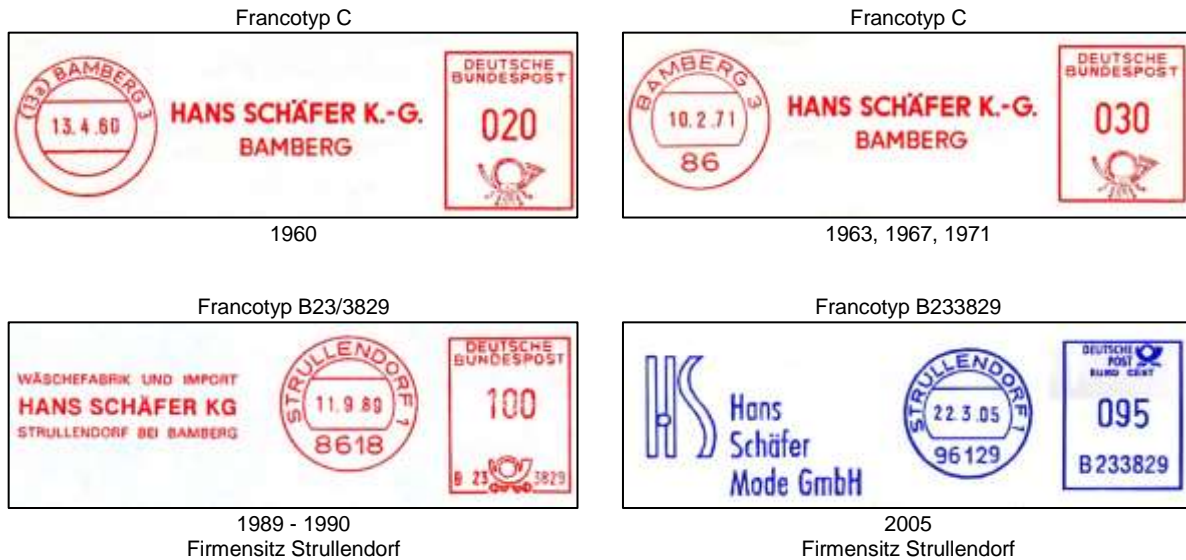 Francotyp C
(13a) BAMBERG 3
13.4.60
HANS SCHÄFER K.-G.
BAMBERG
DEUTSCHE
BUNDESPOST
020
1960
Francotyp C
BAMBERG 3
10.2.71
86
HANS SCHÄFER K.-G.
BAMBERG
DEUTSCHE
BUNDESPOST
030
1963, 1967, 1971
Francotyp B23/3829
WÄSCHEFABRIK UND IMPORT
HANS SCHÄFER KG
STRULLENDORF BEI BAMBERG
STRULLENDORF 1
11.9.89
8618
DEUTSCHE
BUNDESPOST
100
B 23 3829
1989 - 1990
Firmensitz Strullendorf
Francotyp B233829
HS
Hans
Schäfer
Mode GmbH
STRULLENDORF 1
22.3.05
96129
DEUTSCHE
POST
EURO CENT
095
B233829
2005
Firmensitz Strullendorf